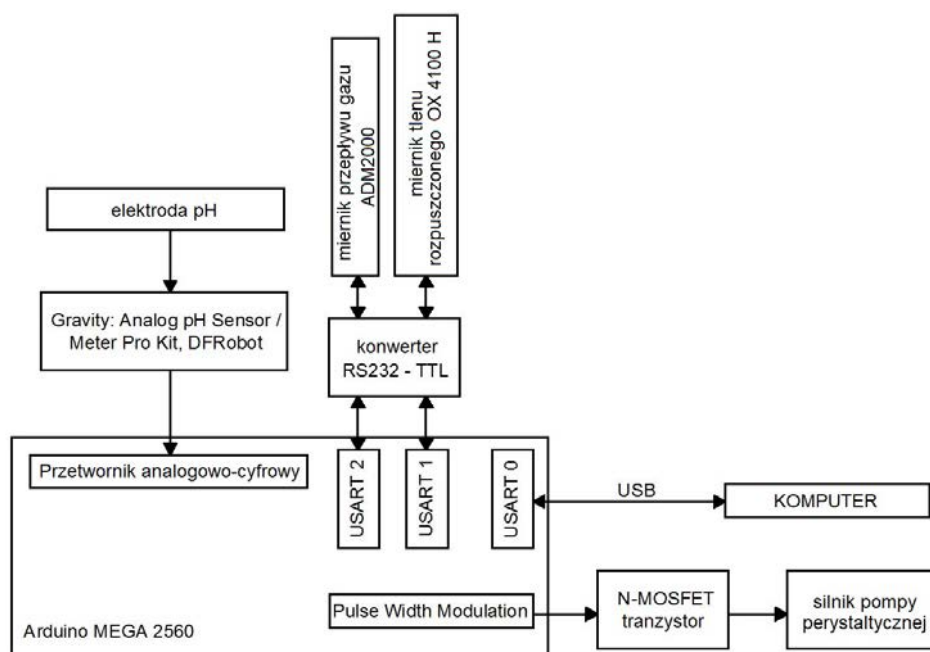 miernik przepływu gazu
ADM2000
miernik tlenu
rozpuszczonego OX 4100 H
elektroda pH
Gravity: Analog pH Sensor /
Meter Pro Kit, DFRobot
konwerter
RS232 - TTL
Przetwornik analogowo-cyfrowy
USART 2
USART 1
USART 0
USB
KOMPUTER
Pulse Width Modulation
N-MOSFET
tranzystor
silnik pompy
perystaltycznej
Arduino MEGA 2560